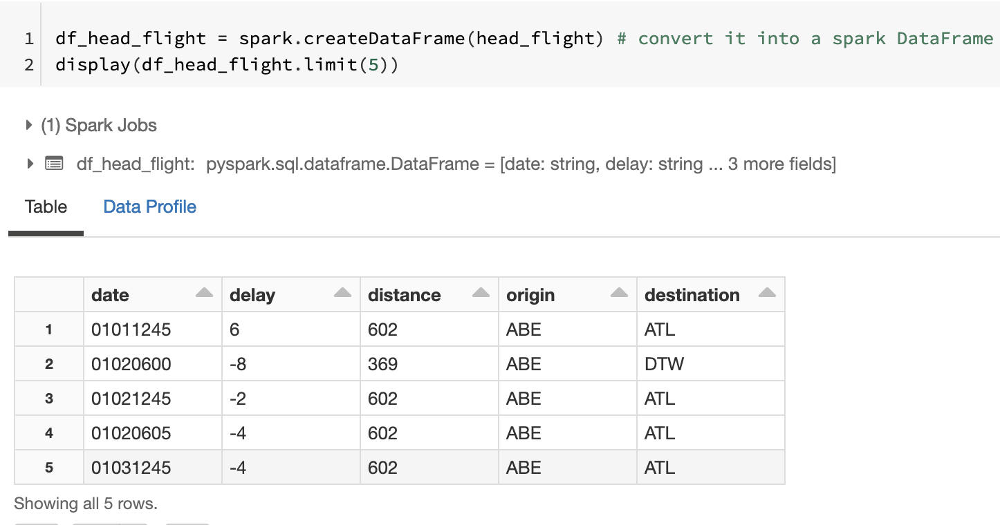 1 df_head_flight = spark.createDataFrame(head_flight) # convert it into a spark DataFrame
2 display(df_head_flight.limit(5))
(1) Spark Jobs
df_head_flight: pyspark.sql.dataframe.DataFrame = [date: string, delay: string ... 3 more fields]
Table Data Profile
date delay distance origin destination
1 01011245 6 602 ABE ATL
2 01020600 -8 369 ABE DTW
3 01021245 -2 602 ABE ATL
4 01020605 -4 602 ABE ATL
5 01031245 -4 602 ABE ATL
Showing all 5 rows.